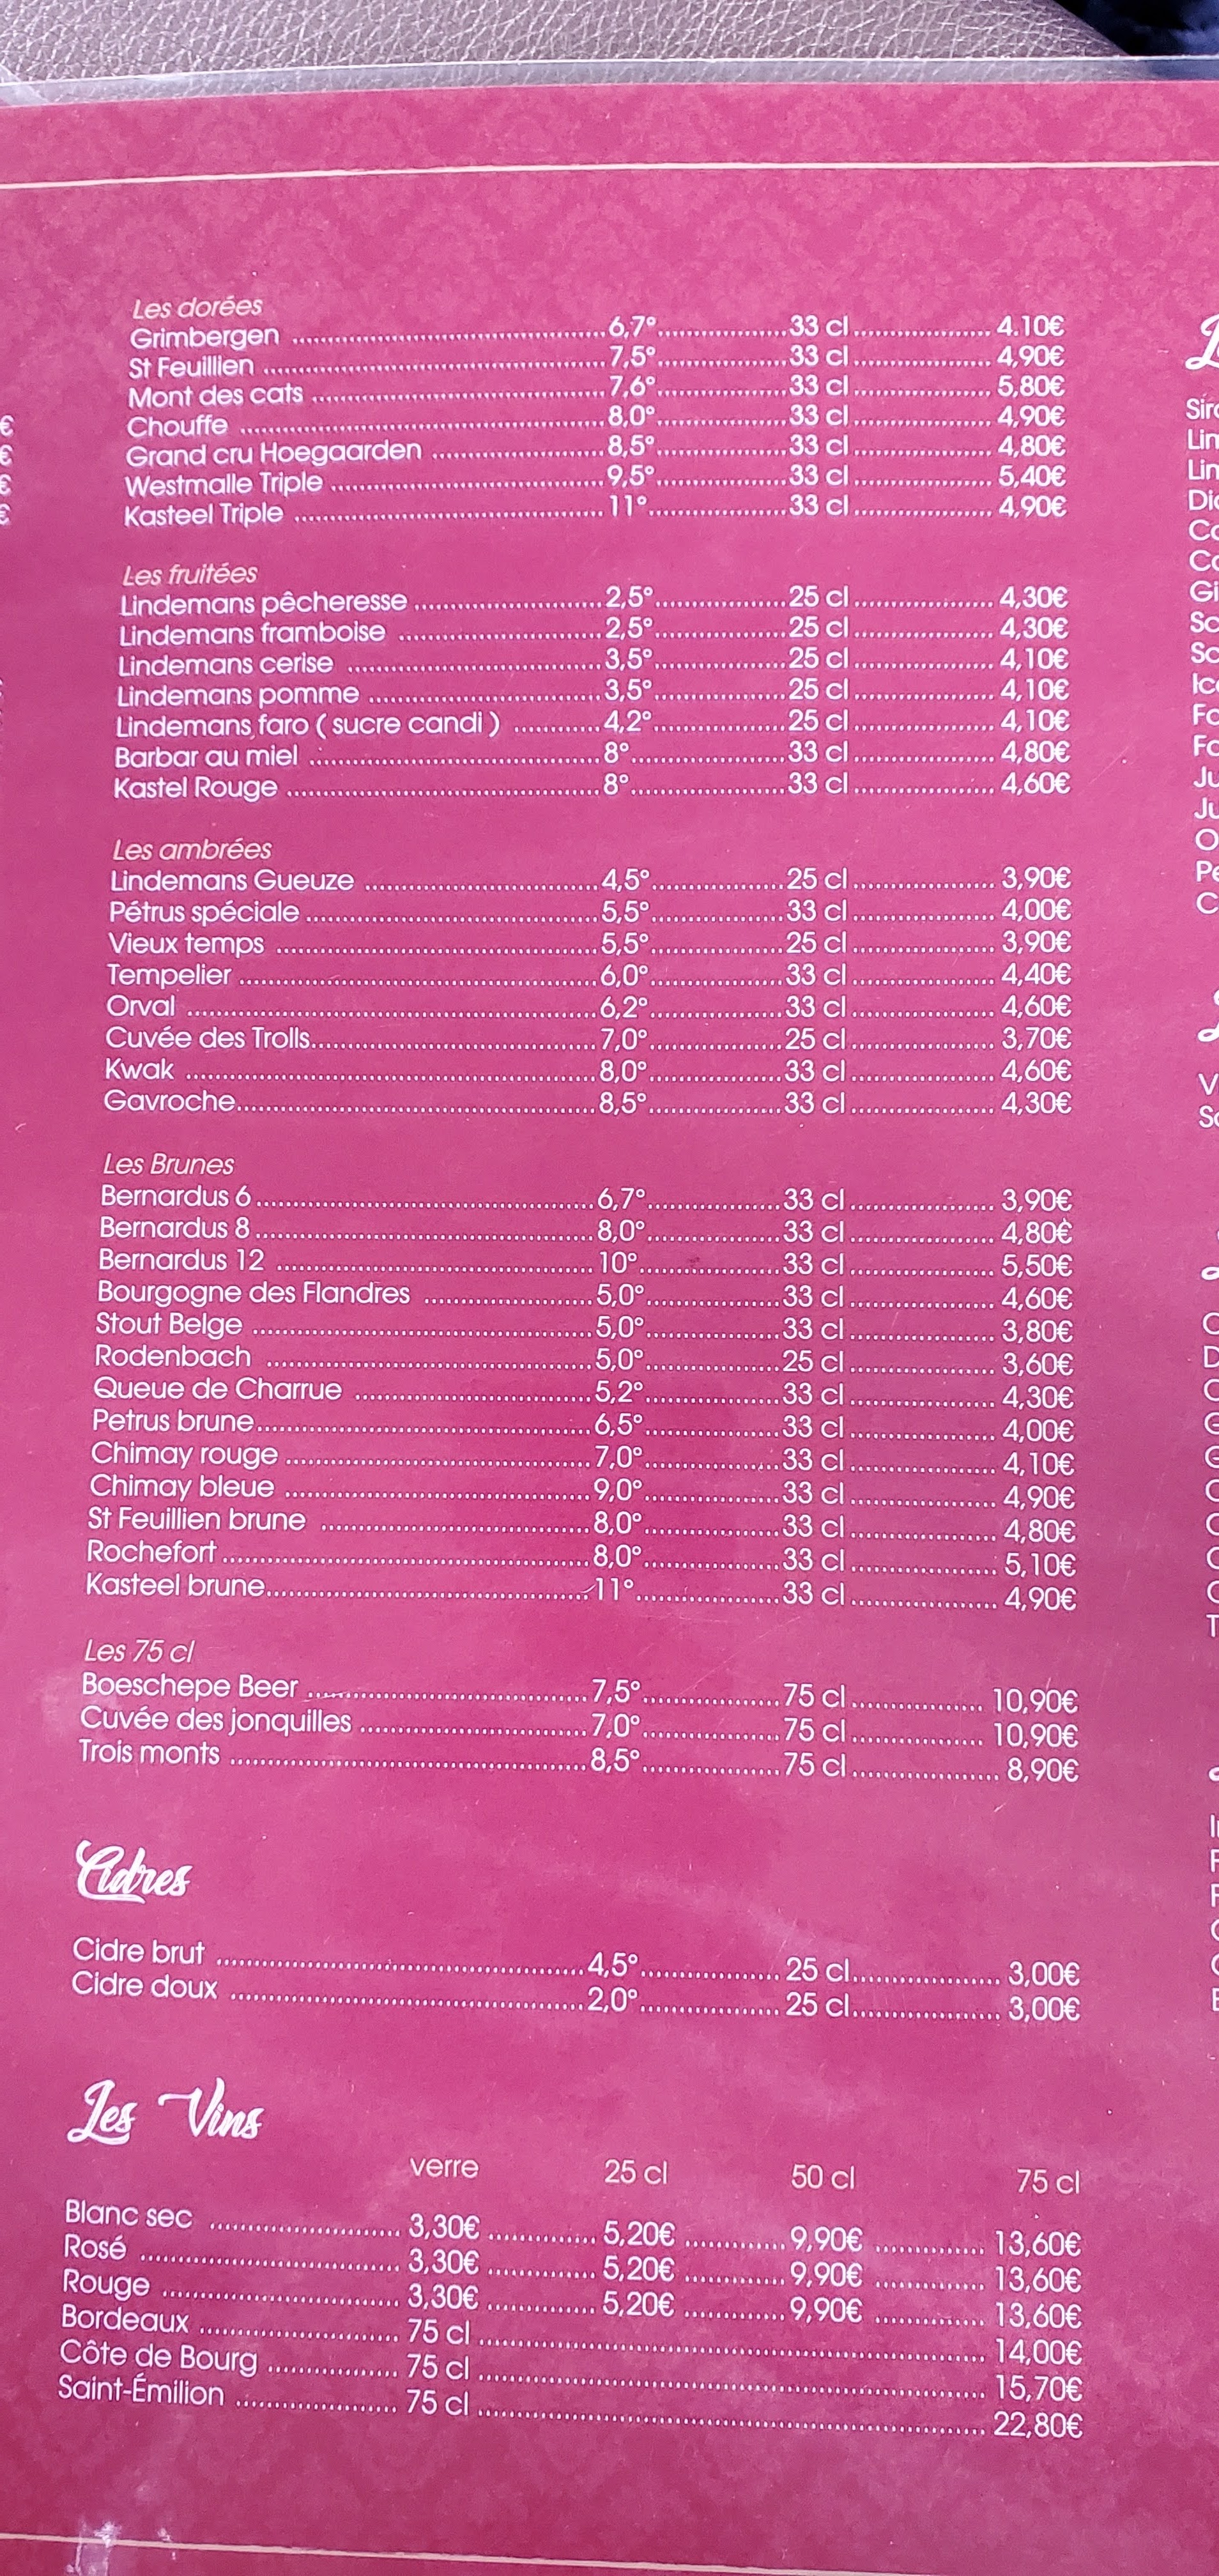 Les dorées
Grimbergen ........ 6,7° ........ 33 cl ........ 4.10€
St Feuillien ........ 7,5° ........ 33 cl ........ 4,90€
Mont des cats ........ 7,6° ........ 33 cl ........ 5,80€
Chouffe ........ 8,0° ........ 33 cl ........ 4,90€
Grand cru Hoegaarden ........ 8,5° ........ 33 cl ........ 4,80€
Westmalle Triple ........ 9,5° ........ 33 cl ........ 5,40€
Kasteel Triple ........ 11° ........ 33 cl ........ 4,90€
Les fruitées
Lindemans pêcheresse ........ 2,5° ........ 25 cl ........ 4,30€
Lindemans framboise ........ 2,5° ........ 25 cl ........ 4,30€
Lindemans cerise ........ 3,5° ........ 25 cl ........ 4,10€
Lindemans pomme ........ 3,5° ........ 25 cl ........ 4,10€
Lindemans faro ( sucre candi ) ........ 4,2° ........ 25 cl ........ 4,10€
Barbar au miel ........ 8° ........ 33 cl ........ 4,80€
Kastel Rouge ........ 8° ........ 33 cl ........ 4,60€
Les ambrées
Lindemans Gueuze ........ 4,5° ........ 25 cl ........ 3,90€
Pétrus spéciale ........ 5,5° ........ 33 cl ........ 4,00€
Vieux temps ........ 5,5° ........ 25 cl ........ 3,90€
Tempelier ........ 6,0° ........ 33 cl ........ 4,40€
Orval ........ 6,2° ........ 33 cl ........ 4,60€
Cuvée des Trolls ........ 7,0° ........ 25 cl ........ 3,70€
Kwak ........ 8,0° ........ 33 cl ........ 4,60€
Gavroche ........ 8,5° ........ 33 cl ........ 4,30€
Les Brunes
Bernardus 6 ........ 6,7° ........ 33 cl ........ 3,90€
Bernardus 8 ........ 8,0° ........ 33 cl ........ 4,80€
Bernardus 12 ........ 10° ........ 33 cl ........ 5,50€
Bourgogne des Flandres ........ 5,0° ........ 33 cl ........ 4,60€
Stout Belge ........ 5,0° ........ 33 cl ........ 3,80€
Rodenbach ........ 5,0° ........ 25 cl ........ 3,60€
Queue de Charrue ........ 5,2° ........ 33 cl ........ 4,30€
Petrus brune ........ 6,5° ........ 33 cl ........ 4,00€
Chimay rouge ........ 7,0° ........ 33 cl ........ 4,10€
Chimay bleue ........ 9,0° ........ 33 cl ........ 4,90€
St Feuillien brune ........ 8,0° ........ 33 cl ........ 4,80€
Rochefort ........ 8,0° ........ 33 cl ........ 5,10€
Kasteel brune ........ 11° ........ 33 cl ........ 4,90€
Les 75 cl
Boeschepe Beer ........ 7,5° ........ 75 cl ........ 10,90€
Cuvée des jonquilles ........ 7,0° ........ 75 cl ........ 10,90€
Trois monts ........ 8,5° ........ 75 cl ........ 8,90€
Cidres
Cidre brut ........ 4,5° ........ 25 cl ........ 3,00€
Cidre doux ........ 2,0° ........ 25 cl ........ 3,00€
Les Vins
verre 25 cl 50 cl 75 cl
Blanc sec ........ 3,30€ ........ 5,20€ ........ 9,90€ ........ 13,60€
Rosé ........ 3,30€ ........ 5,20€ ........ 9,90€ ........ 13,60€
Rouge ........ 3,30€ ........ 5,20€ ........ 9,90€ ........ 13,60€
Bordeaux ........ 75 cl ........ 14,00€
Côte de Bourg ........ 75 cl ........ 15,70€
Saint-Émilion ........ 75 cl ........ 22,80€